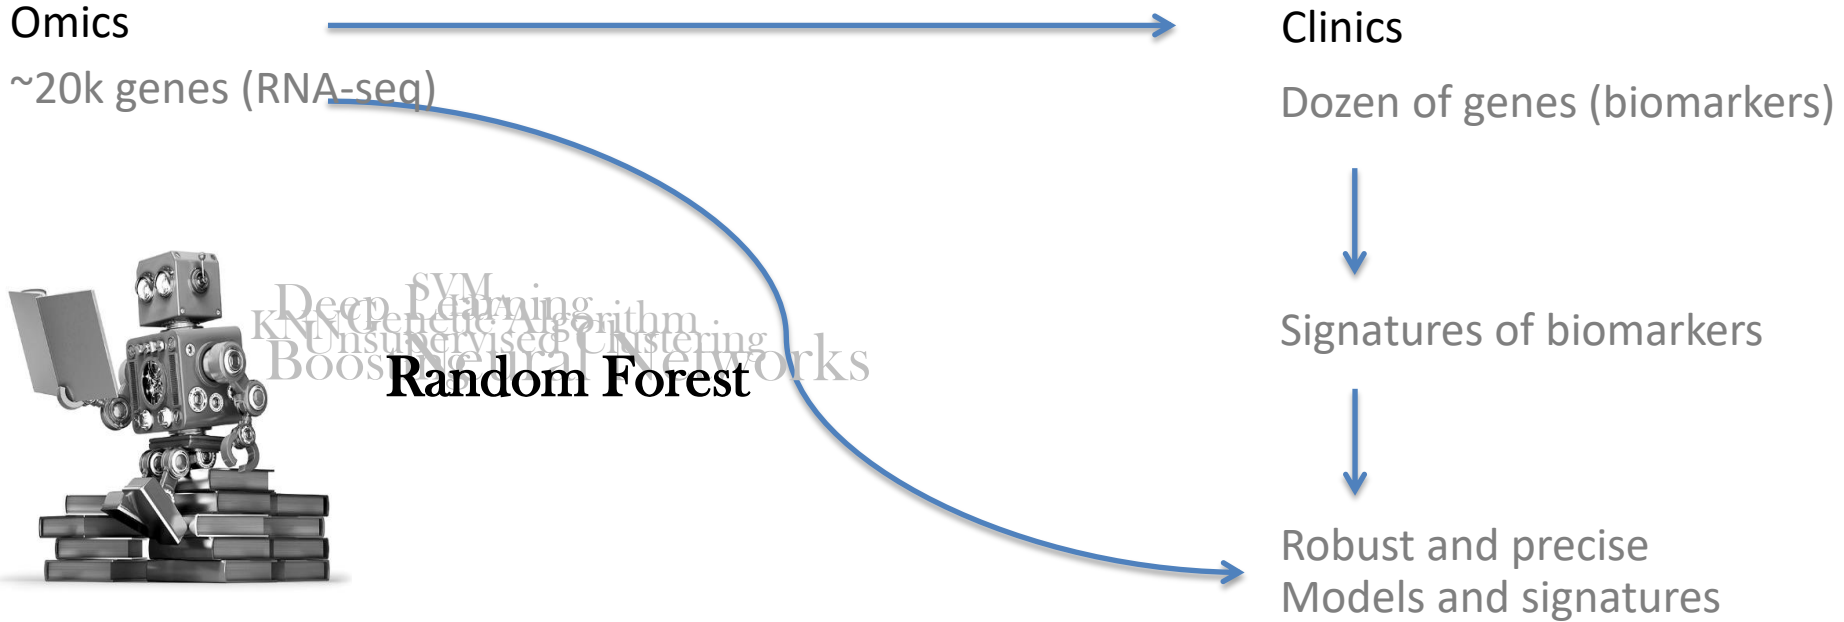 Omics
Clinics
~20k genes (RNA-seq)
Dozen of genes (biomarkers)
SVM
Deep Learning
KNN Genetic Algorithm
Unsupervised Clustering
Boosting
Neural Networks
Random Forest
Signatures of biomarkers
Robust and precise
Models and signatures